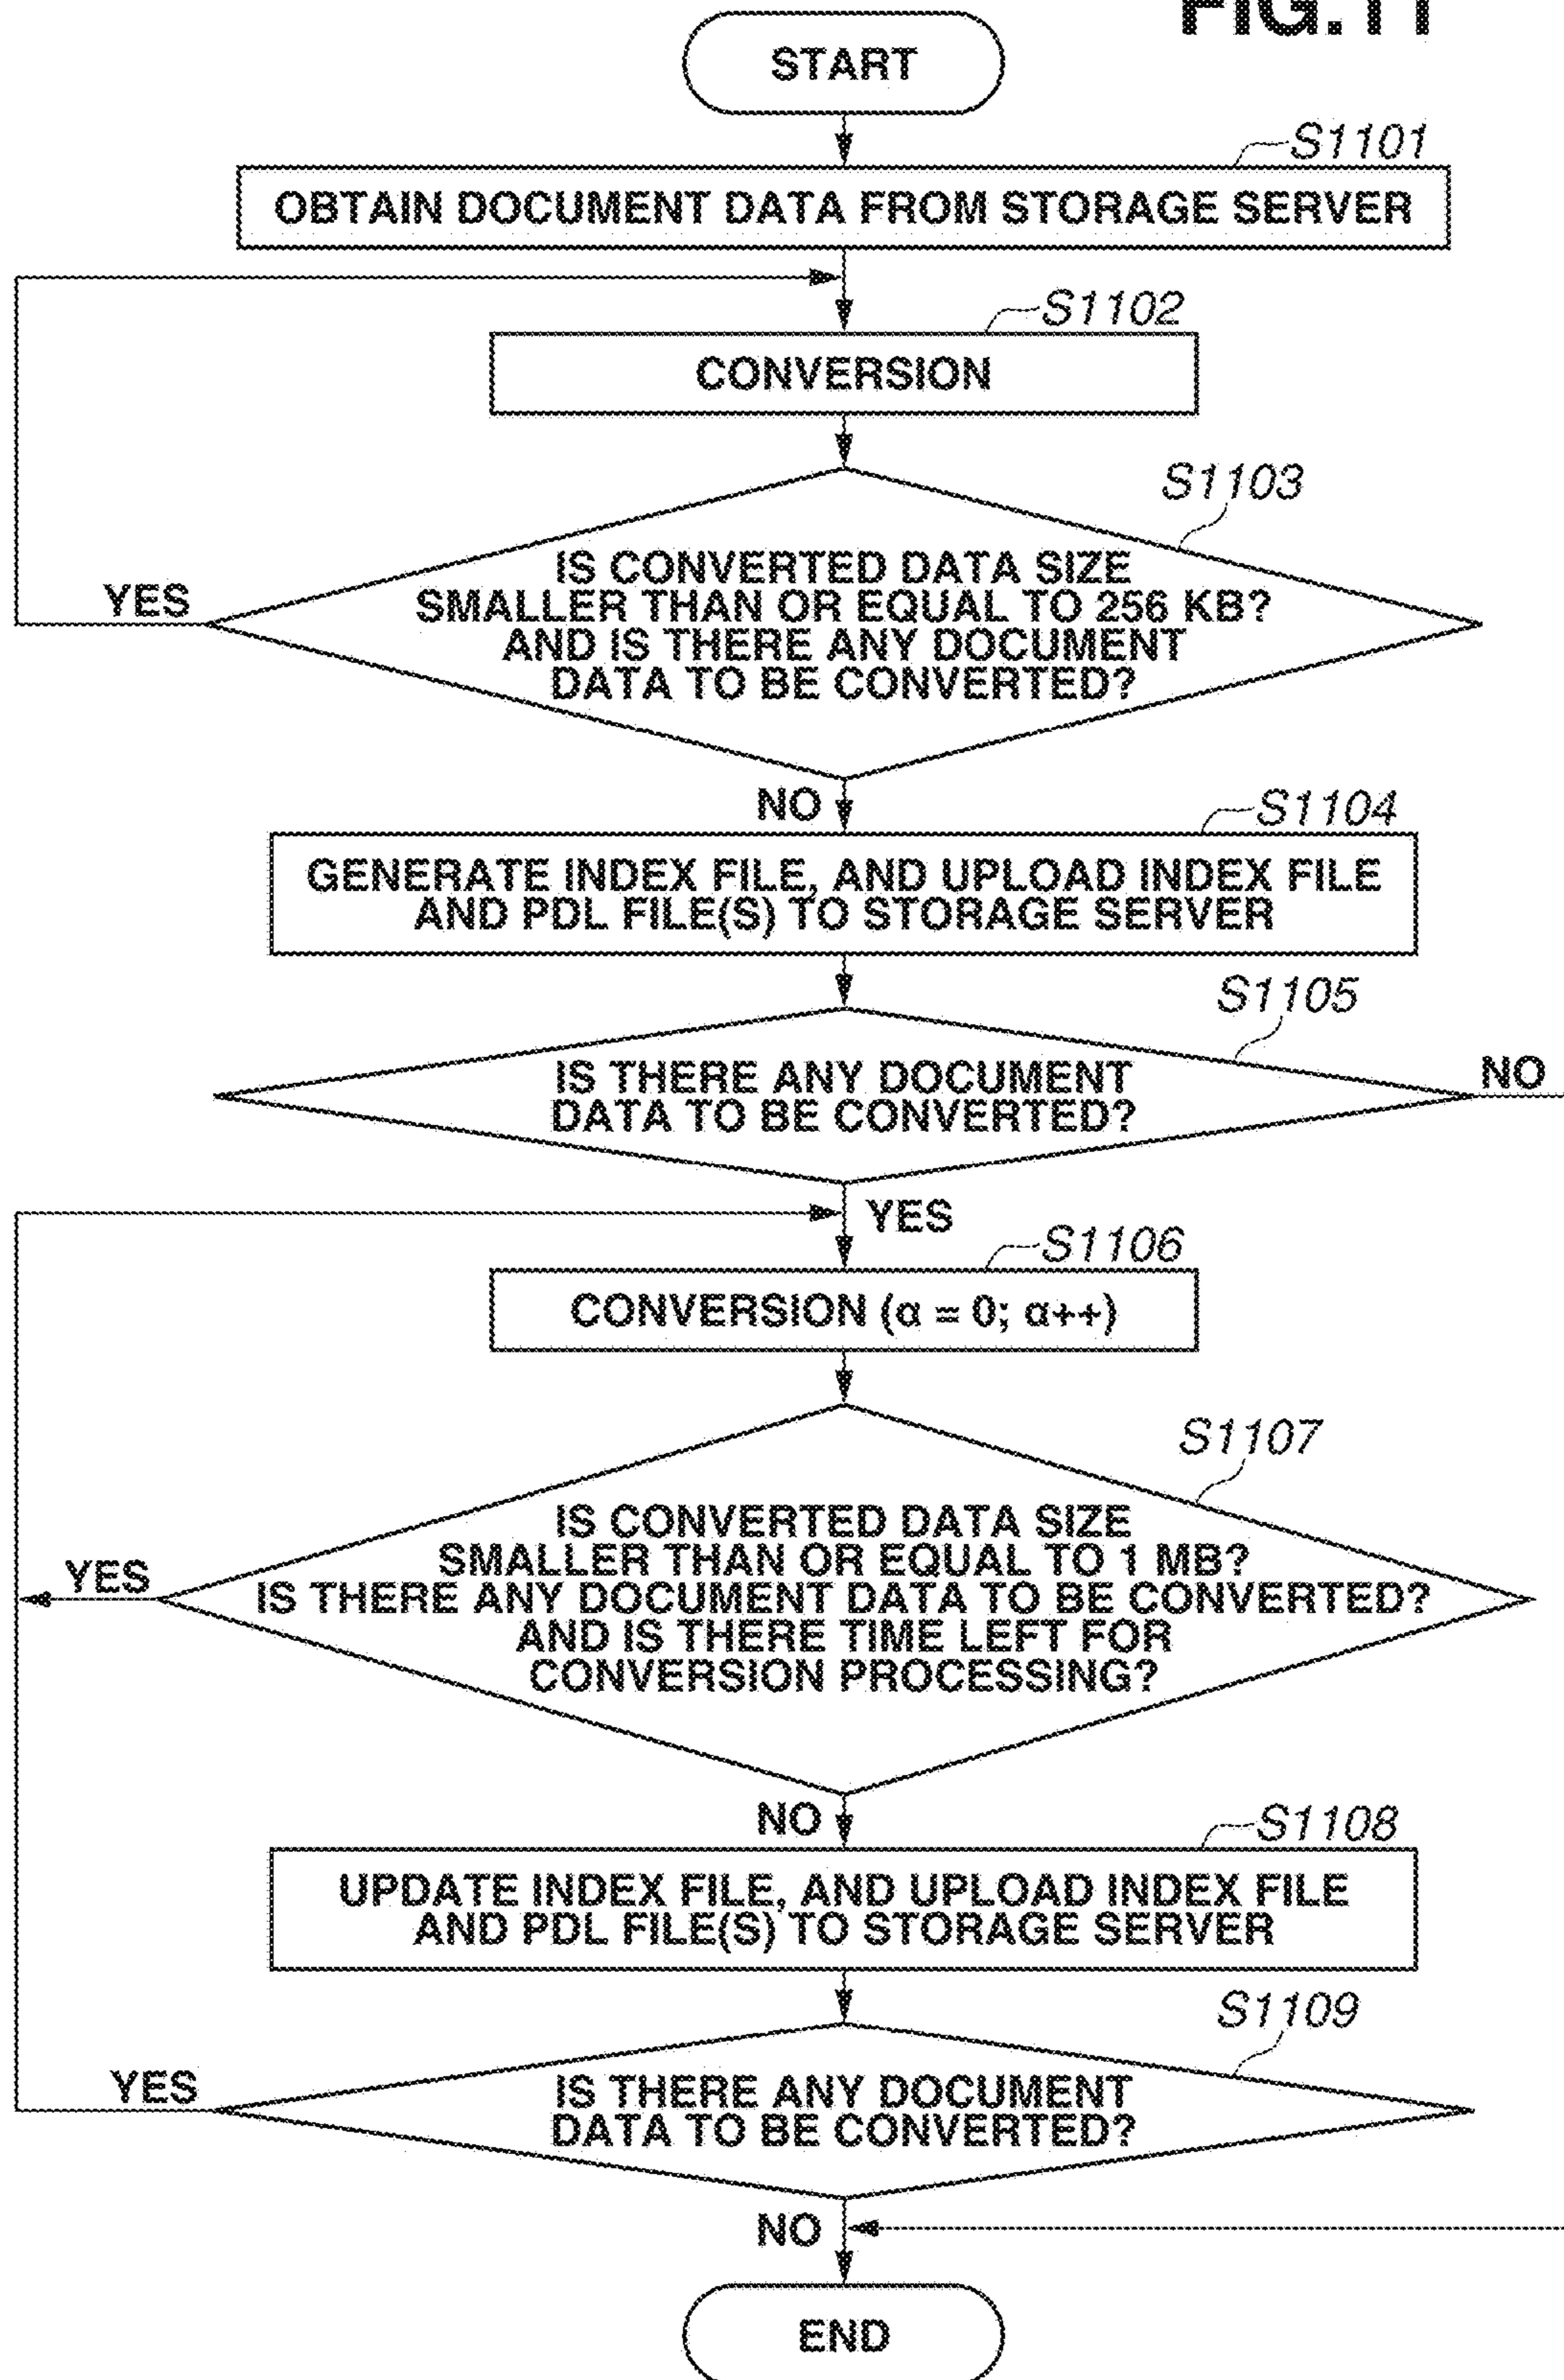 FIG.11
START
S1101
OBTAIN DOCUMENT DATA FROM STORAGE SERVER
S1102
CONVERSION
S1103
IS CONVERTED DATA SIZE
SMALLER THAN OR EQUAL TO 256 KB?
AND IS THERE ANY DOCUMENT
DATA TO BE CONVERTED?
YES
NO
S1104
GENERATE INDEX FILE, AND UPLOAD INDEX FILE
AND PDL FILE(S) TO STORAGE SERVER
S1105
IS THERE ANY DOCUMENT
DATA TO BE CONVERTED?
NO
YES
S1106
CONVERSION (α = 0; α++)
S1107
IS CONVERTED DATA SIZE
SMALLER THAN OR EQUAL TO 1 MB?
IS THERE ANY DOCUMENT DATA TO BE CONVERTED?
AND IS THERE TIME LEFT FOR
CONVERSION PROCESSING?
YES
NO
S1108
UPDATE INDEX FILE, AND UPLOAD INDEX FILE
AND PDL FILE(S) TO STORAGE SERVER
S1109
IS THERE ANY DOCUMENT
DATA TO BE CONVERTED?
YES
NO
END